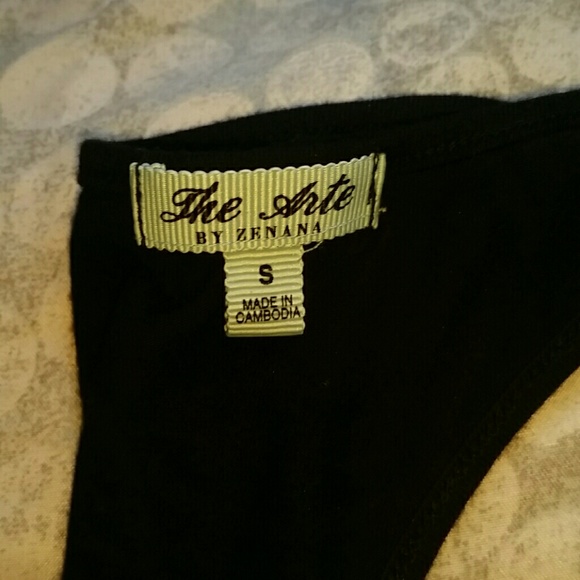 The Arte
BY ZENANA
S
MADE IN
CAMBODIA